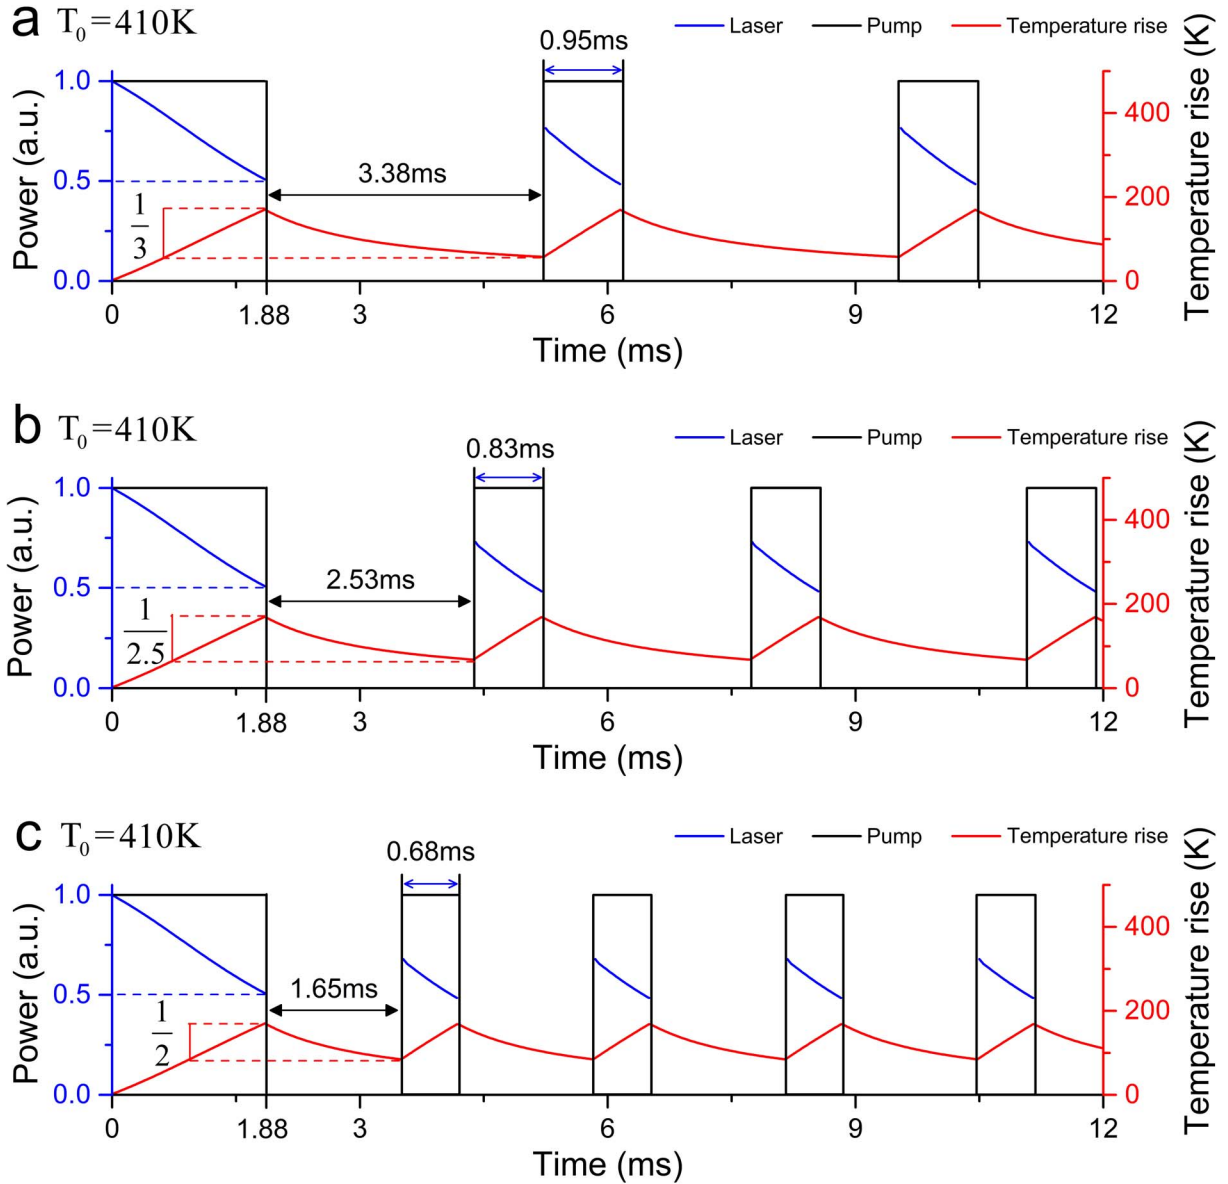 a T₀=410K
Laser Pump Temperature rise
0.95ms
Power (a.u.)
1.0
0.5
0.0
1/3
3.38ms
400
200
0
Temperature rise (K)
0 1.88 3 6 9 12
Time (ms)
b T₀=410K
Laser Pump Temperature rise
0.83ms
Power (a.u.)
1.0
0.5
0.0
1/2.5
2.53ms
400
200
0
Temperature rise (K)
0 1.88 3 6 9 12
Time (ms)
c T₀=410K
Laser Pump Temperature rise
0.68ms
Power (a.u.)
1.0
0.5
0.0
1/2
1.65ms
400
200
0
Temperature rise (K)
0 1.88 3 6 9 12
Time (ms)